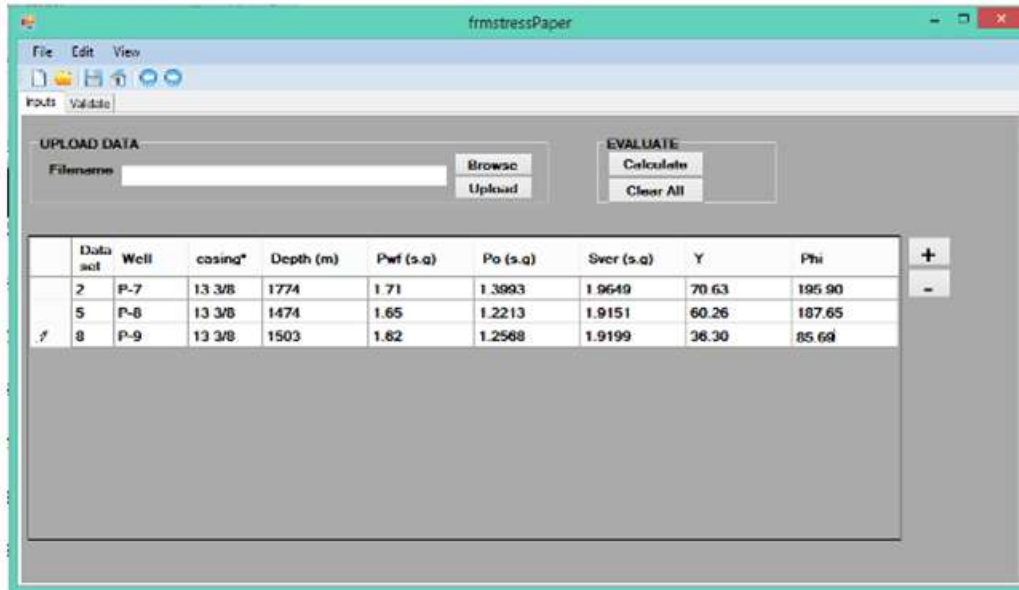 frmstressPaper
File Edit View
Inputs Validate
UPLOAD DATA
EVALUATE
Filename
Browse
Calculate
Upload
Clear All
Data set Well casing* Depth (m) Pwf (s.g) Po (s.g) Sver (s.g) Y Phi
2 P-7 13 3/8 1774 1.71 1.3993 1.9649 70.63 195.90
5 P-8 13 3/8 1474 1.65 1.2213 1.9151 60.26 187.65
8 P-9 13 3/8 1503 1.62 1.2568 1.9199 36.30 85.69
+
-